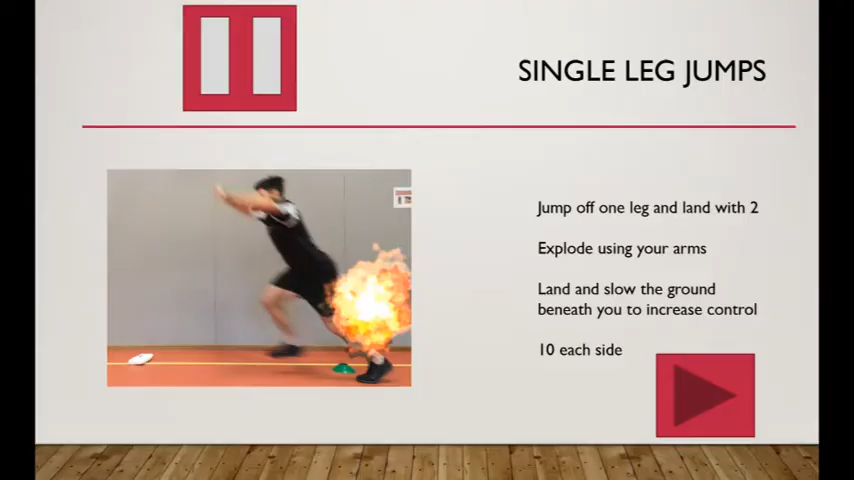 SINGLE LEG JUMPS
Jump off one leg and land with 2
Explode using your arms
Land and slow the ground
beneath you to increase control
10 each side